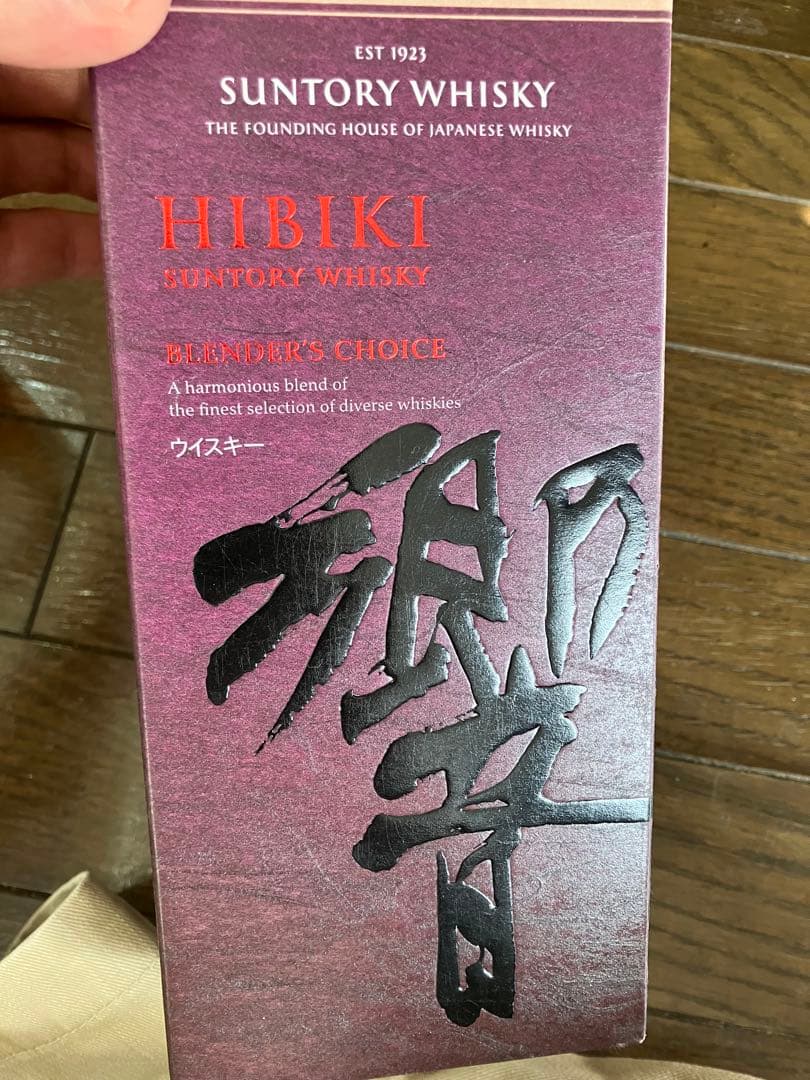 EST 1923
SUNTORY WHISKY
THE FOUNDING HOUSE OF JAPANESE WHISKY
HIBIKI
SUNTORY WHISKY
BLENDER'S CHOICE
A harmonious blend of
the finest selection of diverse whiskies
ウイスキー
響